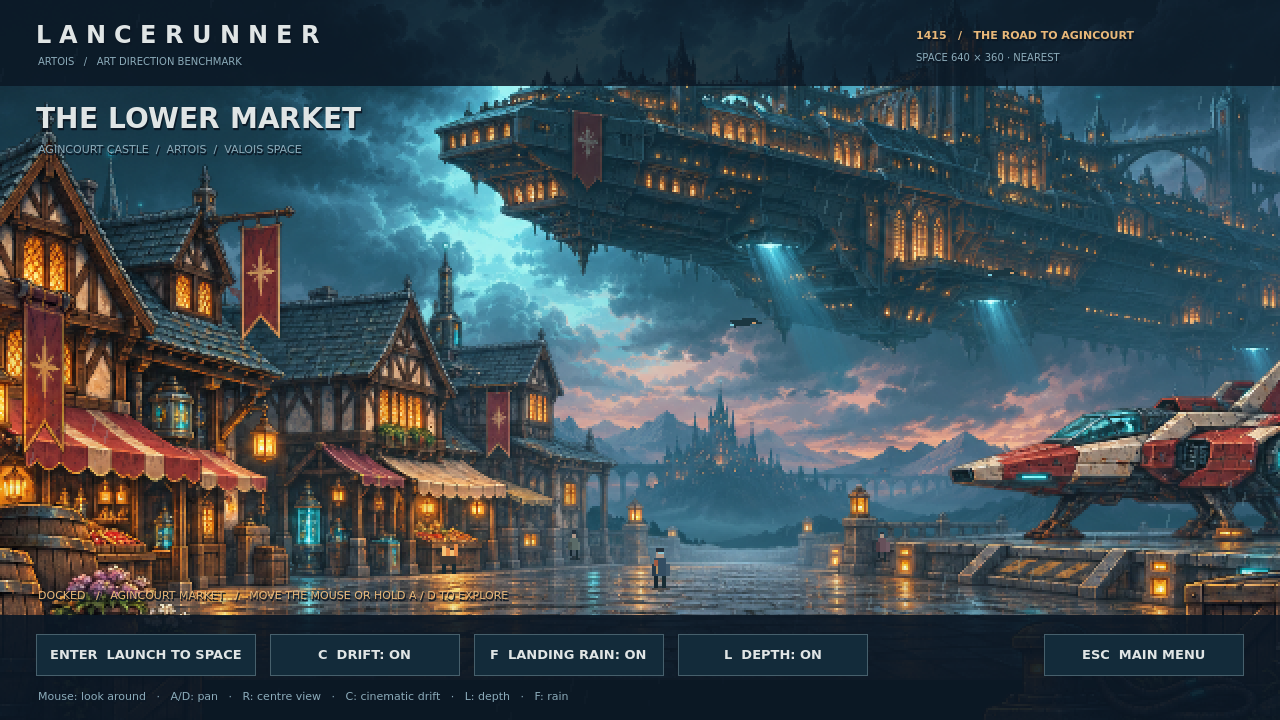 LANCERUNNER
ARTOIS / ART DIRECTION BENCHMARK
1415 / THE ROAD TO AGINCOURT
SPACE 640 × 360 · NEAREST
THE LOWER MARKET
AGINCOURT CASTLE / ARTOIS / VALOIS SPACE
DOCKED / AGINCOURT MARKET / MOVE THE MOUSE OR HOLD A / D TO EXPLORE
ENTER LAUNCH TO SPACE
C DRIFT: ON
F LANDING RAIN: ON
L DEPTH: ON
ESC MAIN MENU
Mouse: look around · A/D: pan · R: centre view · C: cinematic drift · L: depth · F: rain